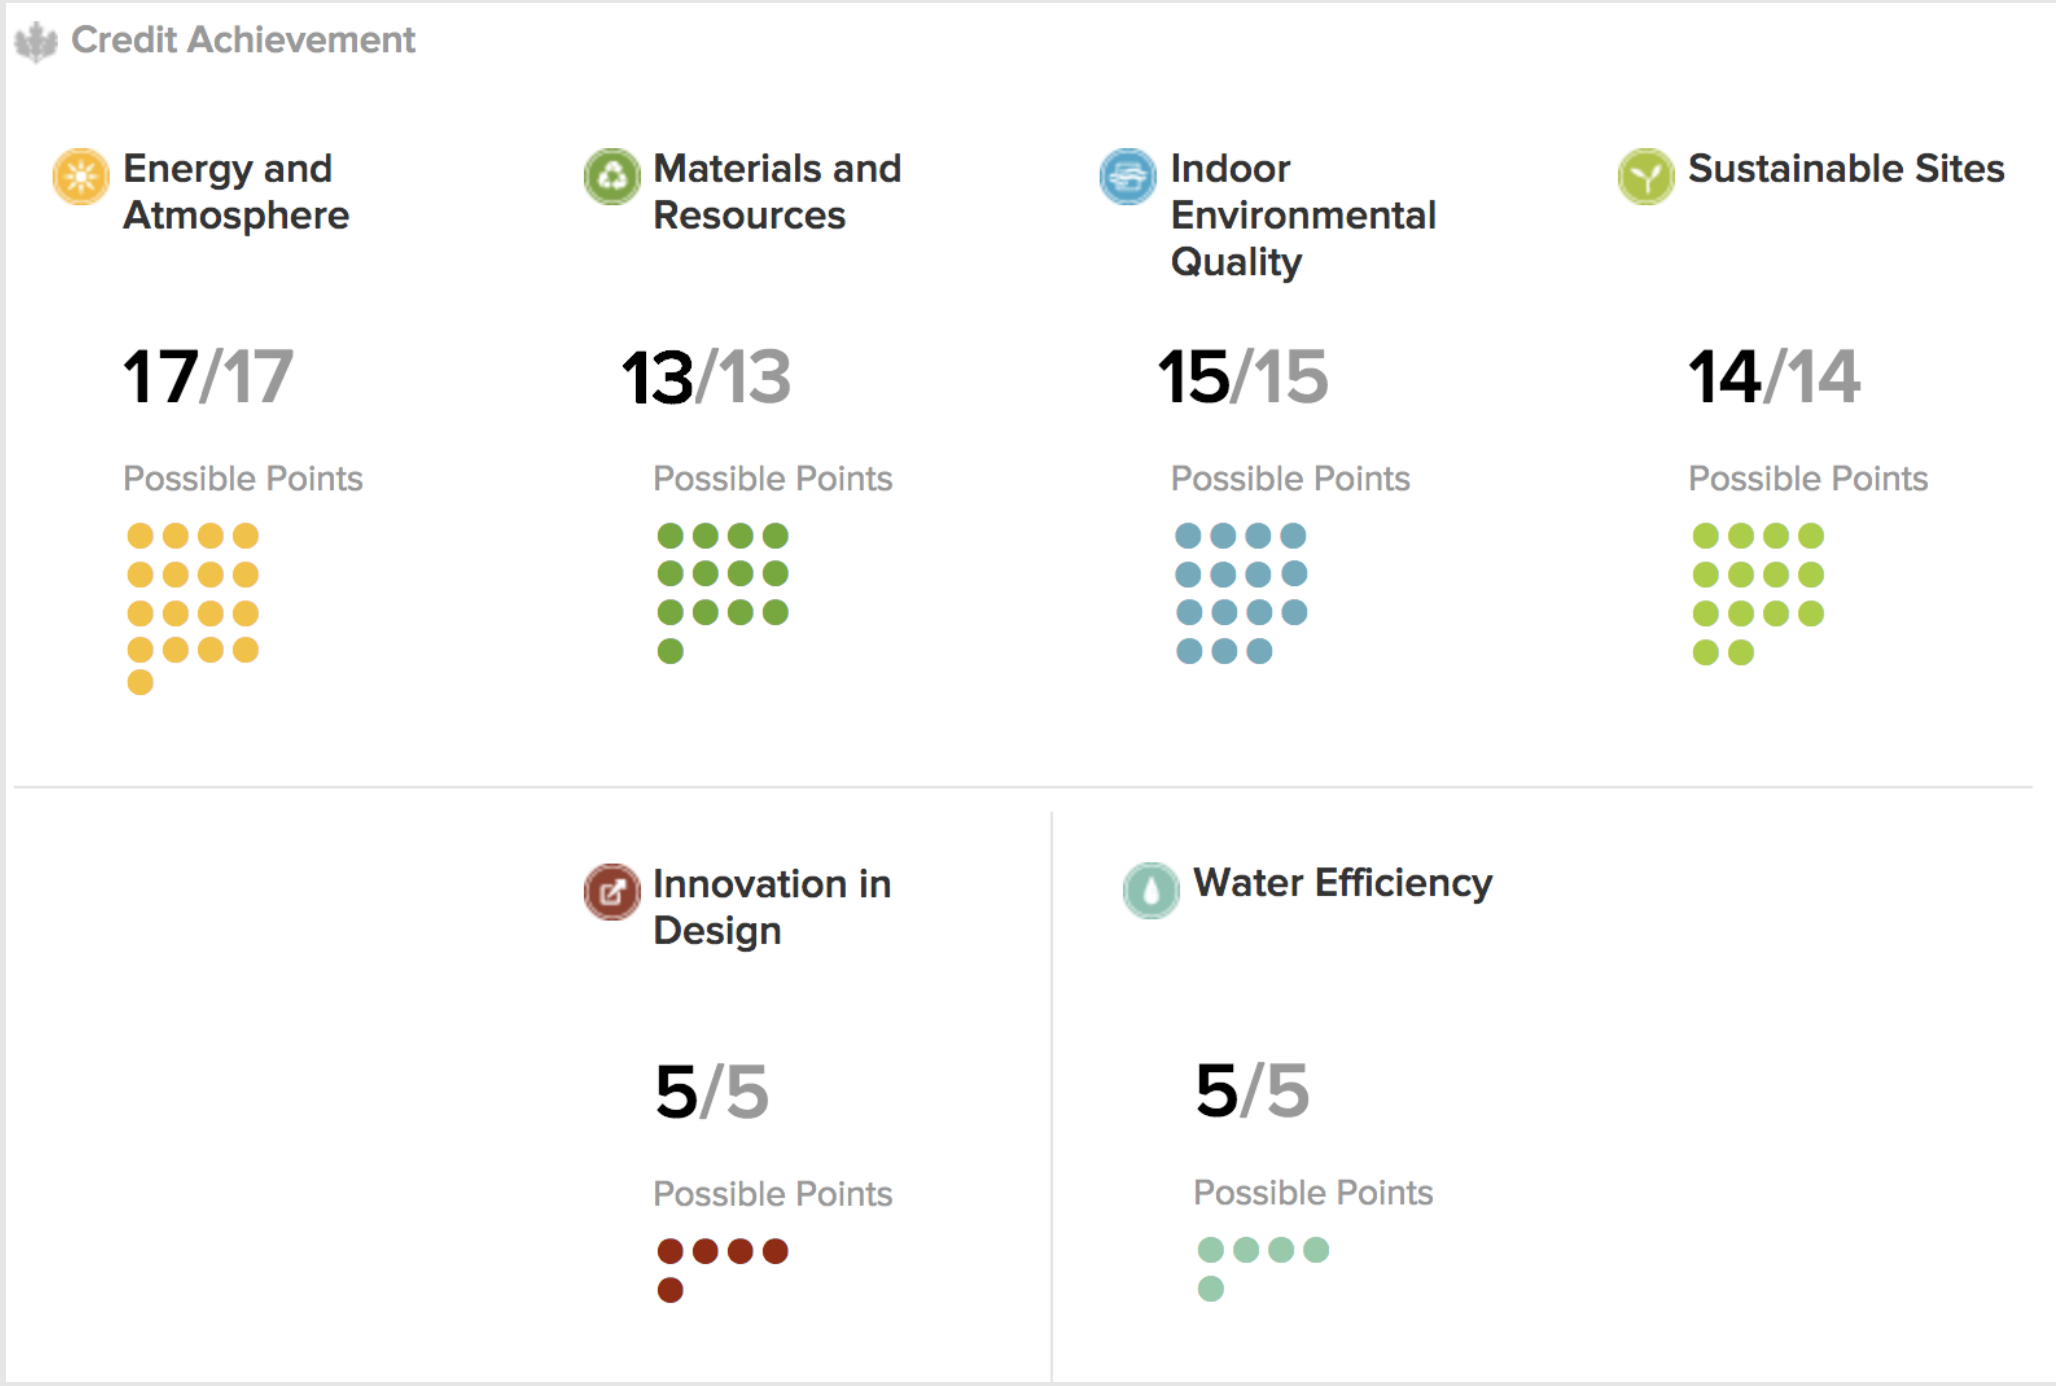 Credit Achievement
Energy and
Atmosphere
17/17
Possible Points
Materials and
Resources
13/13
Possible Points
Indoor
Environmental
Quality
15/15
Possible Points
Sustainable Sites
14/14
Possible Points
Innovation in
Design
5/5
Possible Points
Water Efficiency
5/5
Possible Points